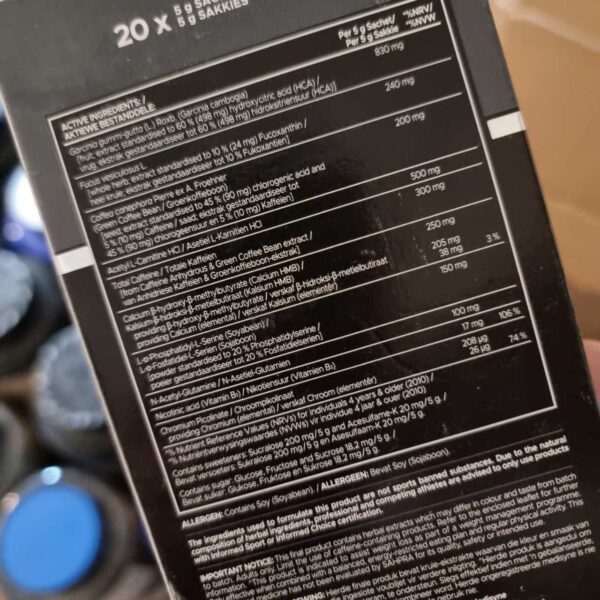 20 x 5 g SAC
5 g SAKKIES
Per 5 g Sachet/ *%NRV/
Per 5 g Sakkie *%NVW
ACTIVE INGREDIENTS: /
AKTIEWE BESTANDDELE:
Garcinia gummi-gutta (L.) Roxb. (Garcinia cambogia) 830 mg
[fruit, extract standardised to 60 % (498 mg) hydroxycitric acid (HCA) /
vrug, ekstrak gestandaardiseer tot 60 % (498 mg) hidroksitriensuur (HCA)]
Fucus vesiculosus L. 240 mg
[whole herb, extract standardised to 10 % (24 mg) Fucoxanthin /
heel kruie, ekstrak gestandaardiseer tot 10 % Fukoxantien]
Coffea canephora Pierre ex A. Froehner 200 mg
(Green Coffee Bean / Groenkoffieboon)
[seed, extract standardised to 45 % (90 mg) chlorogenic acid and
5 % (10 mg) Caffeine / saad, ekstrak gestandaardiseer tot
45 % (90 mg) chlorogeensuur en 5 % (10 mg) Kaffeïen]
Acetyl L-Carnitine HCl / Asetiel L-Karnitien HCl 500 mg
Total Caffeine / Totale Kaffeïen 300 mg
[from Caffeine Anhydrous & Green Coffee Bean extract /
van Anhidriese Kaffeïen & Groenkoffieboon-ekstrak]
Calcium β-hydroxy β-methylbutyrate (Calcium HMB) / 250 mg
Kalsium-β-hidroksi-β-metielbutiraat (Kalsium HMB)
providing β-hydroxy-β-methylbutyrate / verskaf β-hidroksi-β-metielbutiraat 205 mg
providing Calcium (elemental) / verskaf Kalsium (elementêr) 38 mg 3 %
L-α-Phosphatidyl-L-Serine (Soyabean) / 150 mg
L-α-Fosfatidiel-L-Serien (Sojaboon)
[powder standardised to 20 % Phosphatidylserine /
poeier gestandaardiseer tot 20 % Fosfatidielserien]
N-Acetyl-Glutamine / N-Asetiel-Glutamien 100 mg
Nicotinic acid (Vitamin B₃) / Nikotiensuur (Vitamien B₃) 17 mg 106 %
Chromium Picolinate / Chroompikolinaat 208 µg
providing Chromium (elemental) / verskaf Chroom (elementêr) 26 µg 74 %
*% Nutrient Reference Values (NRVs) for individuals 4 years & older (2010) /
*% Nutriëntverwysingswaardes (NVWs) vir individue 4 jaar & ouer (2010)
Contains sweeteners: Sucralose 200 mg/5 g and Acesulfame-K 20 mg/5 g. /
Bevat versoeters: Sukralose 200 mg/5 g en Asesulfaam-K 20 mg/5 g.
Contains sugar: Glucose, Fructose and Sucrose 18.2 mg/5 g. /
Bevat suiker: Glukose, Fruktose en Sukrose 18.2 mg/5 g.
ALLERGEN: Contains Soy (Soyabean). / ALLERGEEN: Bevat Soy (Sojaboon).
The ingredients used to formulate this product are not sports banned substances. Due to the natural
composition of herbal ingredients, professional and competing athletes are advised to only use products
with Informed Sport or Informed Choice certification.
IMPORTANT NOTICE: This final product contains herbal extracts which may differ in colour and taste from batch
to batch. Adults only. Limit the use of caffeine-containing products. Refer to the enclosed leaflet for further
information. "This product is indicated to assist weight loss as part of a weight management programme.
Only effective when combined with a balanced, energy-restricted eating plan and regular physical activity. This
medicine has not been evaluated by SAHPRA for its quality, safety or intended use.
Hierdie finale produk bevat kruie-ekstrakte waarvan die kleur en smaak van